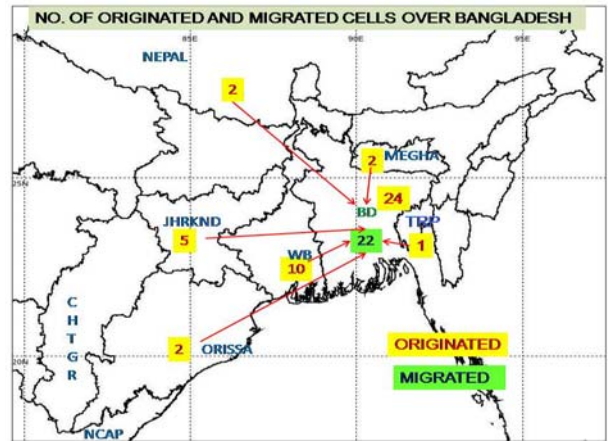 NO. OF ORIGINATED AND MIGRATED CELLS OVER BANGLADESH
85E
90E
95E
NEPAL
2
2 MEGHA
25N
24
BD
JHRKND
TRP
5
22
1
WB
10
C
H
T
G
R
2
ORISSA
ORIGINATED
20N
MIGRATED
NCAP